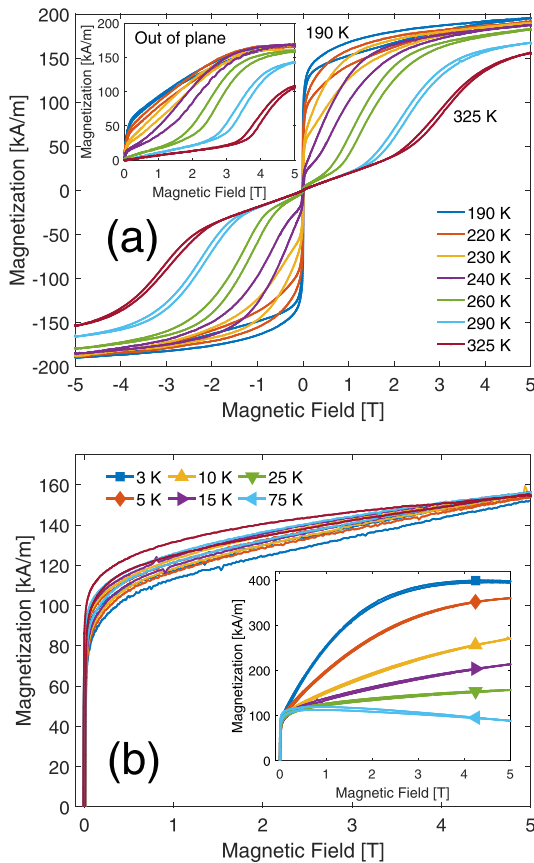 200
150
100
50
0
-50
-100
-150
-200
Magnetization [kA/m]
-5 -4 -3 -2 -1 0 1 2 3 4 5
Magnetic Field [T]
(a)
190 K
325 K
190 K
220 K
230 K
240 K
260 K
290 K
325 K
Out of plane
200
150
100
50
0
Magnetization [kA/m]
0 1 2 3 4 5
Magnetic Field [T]
160
140
120
100
80
60
40
20
0
Magnetization [kA/m]
0 1 2 3 4 5
Magnetic Field [T]
(b)
3 K 10 K 25 K
5 K 15 K 75 K
400
300
200
100
0
Magnetization [kA/m]
0 1 2 3 4 5
Magnetic Field [T]